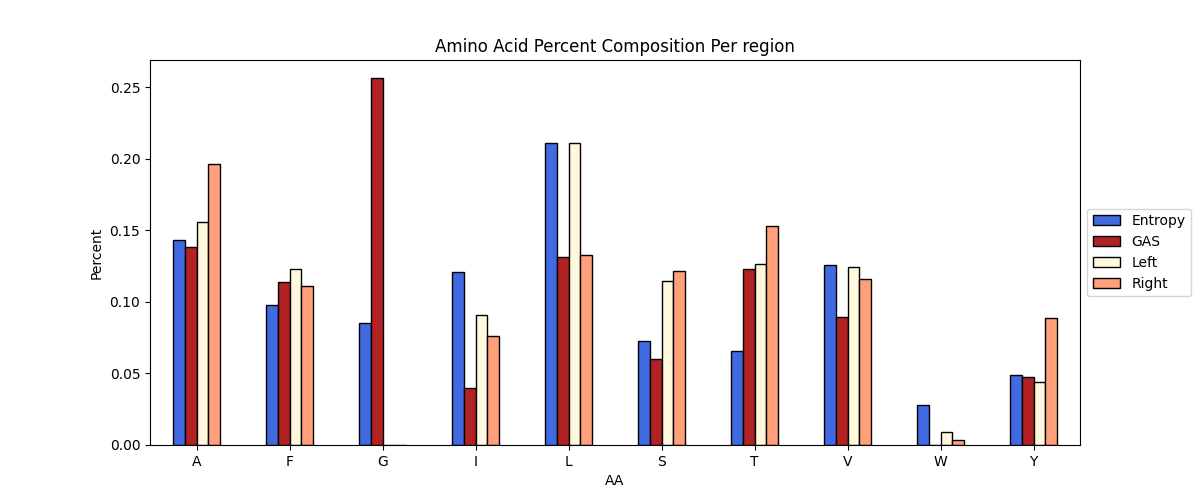 Amino Acid Percent Composition Per region
Percent
0.25
0.20
0.15
0.10
0.05
0.00
A F G I L S T V W Y
AA
Entropy
GAS
Left
Right